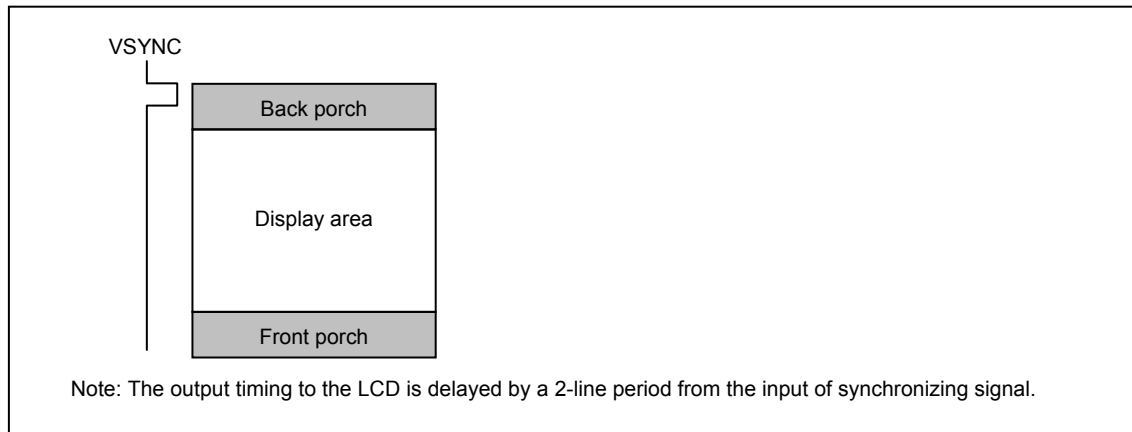 VSYNC
Back porch
Display area
Front porch
Note: The output timing to the LCD is delayed by a 2-line period from the input of synchronizing signal.